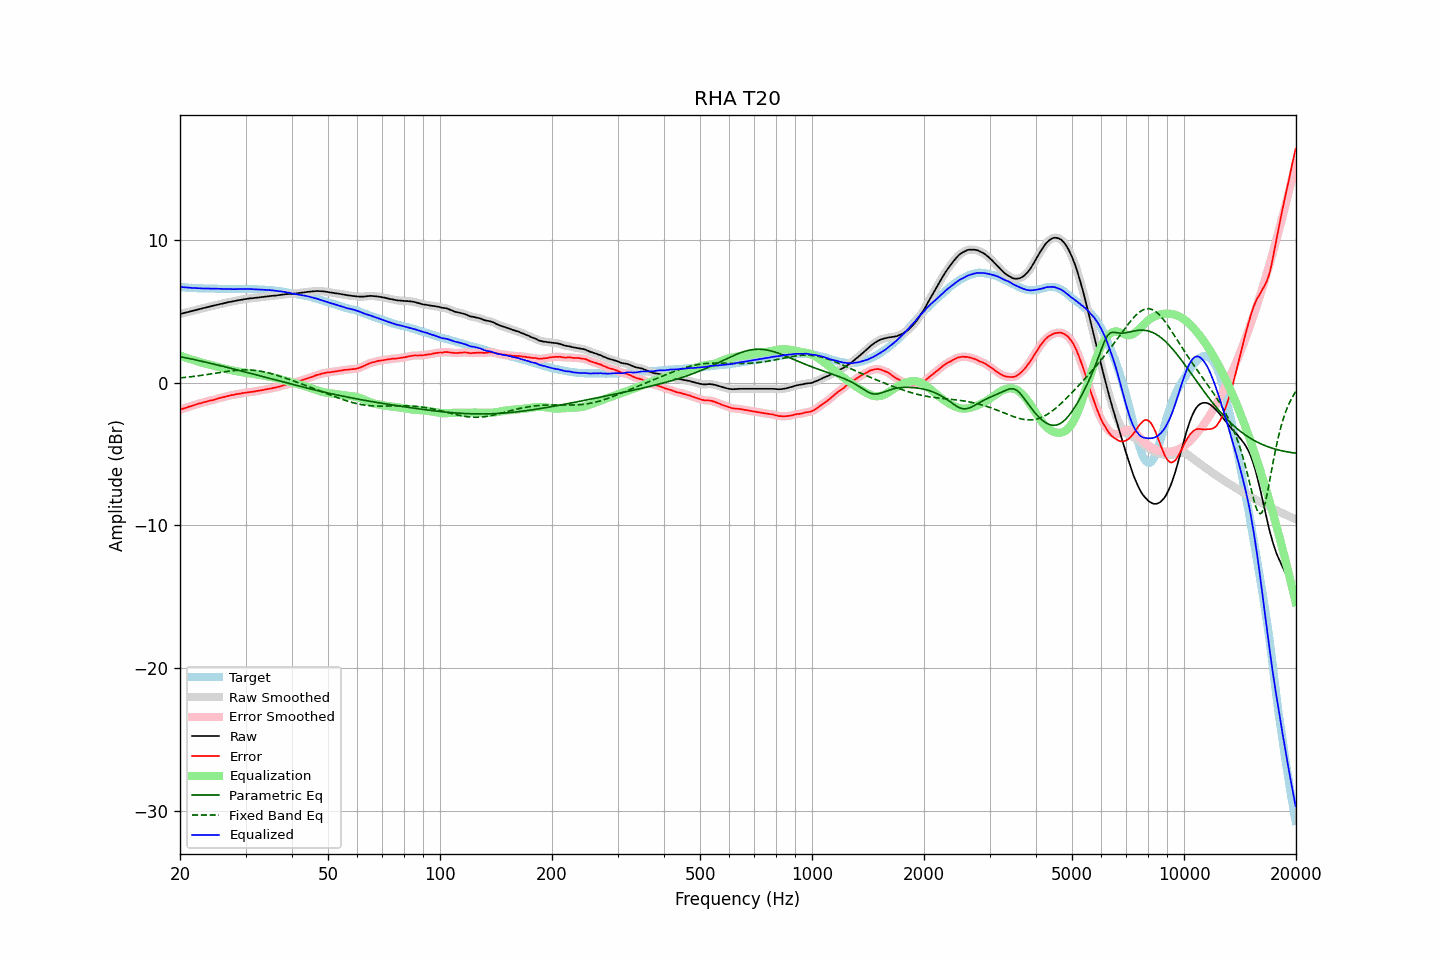 RHA T20
Amplitude (dBr)
10
0
−10
−20
−30
Target
Raw Smoothed
Error Smoothed
Raw
Error
Equalization
Parametric Eq
Fixed Band Eq
Equalized
20 50 100 200 500 1000 2000 5000 10000 20000
Frequency (Hz)